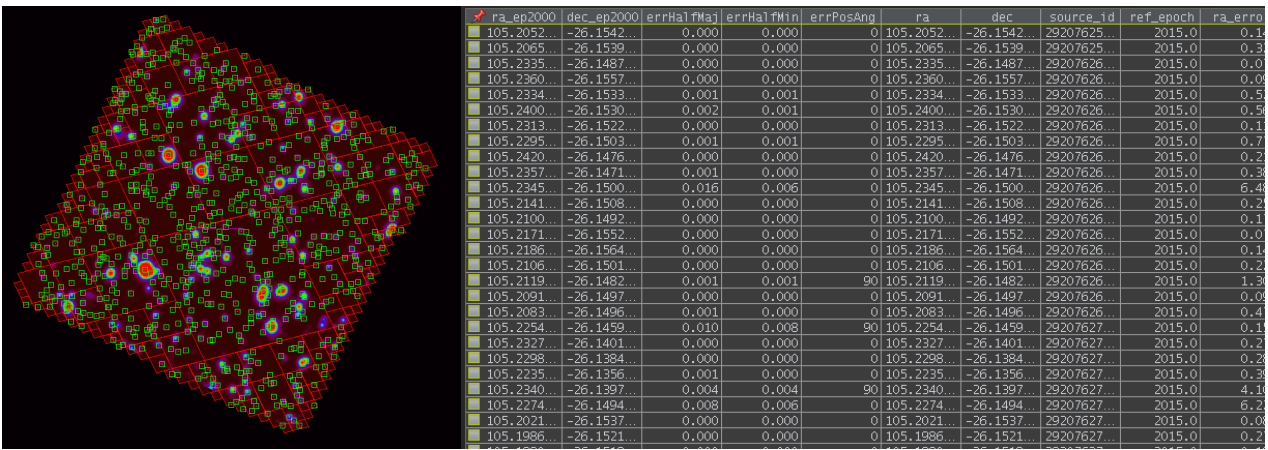 ra_ep2000 dec_ep2000 errHalfMaj errHalfMin errPosAng ra dec source_id ref_epoch ra_erro
105.2052... -26.1542... 0.000 0.000 0 105.2052... -26.1542... 29207625... 2015.0 0.14
105.2065... -26.1539... 0.000 0.000 0 105.2065... -26.1539... 29207625... 2015.0
105.2335... -26.1487... 0.000 0.000 0 105.2335... -26.1487... 29207626... 2015.0 0.07
105.2360... -26.1557... 0.000 0.000 0 105.2360... -26.1557... 29207626... 2015.0 0.09
105.2334... -26.1533... 0.001 0.001 0 105.2334... -26.1533... 29207626... 2015.0
105.2400... -26.1530... 0.002 0.001 0 105.2400... -26.1530... 29207626... 2015.0
105.2313... -26.1522... 0.000 0.000 0 105.2313... -26.1522... 29207626... 2015.0
105.2295... -26.1503... 0.001 0.001 0 105.2295... -26.1503... 29207626... 2015.0
105.2420... -26.1476... 0.000 0.000 0 105.2420... -26.1476... 29207626... 2015.0
105.2357... -26.1471... 0.001 0.000 0 105.2357... -26.1471... 29207626... 2015.0
105.2345... -26.1500... 0.016 0.006 0 105.2345... -26.1500... 29207626... 2015.0 6.48
105.2141... -26.1508... 0.000 0.000 0 105.2141... -26.1508... 29207626... 2015.0
105.2100... -26.1492... 0.000 0.000 0 105.2100... -26.1492... 29207626... 2015.0
105.2171... -26.1552... 0.000 0.000 0 105.2171... -26.1552... 29207626... 2015.0 0.07
105.2186... -26.1564... 0.000 0.000 0 105.2186... -26.1564... 29207626... 2015.0 0.14
105.2106... -26.1501... 0.000 0.000 0 105.2106... -26.1501... 29207626... 2015.0
105.2119... -26.1482... 0.001 0.001 90 105.2119... -26.1482... 29207626... 2015.0 1.30
105.2091... -26.1497... 0.000 0.000 0 105.2091... -26.1497... 29207626... 2015.0 0.09
105.2083... -26.1496... 0.001 0.000 0 105.2083... -26.1496... 29207626... 2015.0
105.2254... -26.1459... 0.010 0.008 90 105.2254... -26.1459... 29207627... 2015.0
105.2327... -26.1401... 0.000 0.000 0 105.2327... -26.1401... 29207627... 2015.0
105.2298... -26.1384... 0.000 0.000 0 105.2298... -26.1384... 29207627... 2015.0
105.2235... -26.1356... 0.001 0.000 0 105.2235... -26.1356... 29207627... 2015.0
105.2340... -26.1397... 0.004 0.004 90 105.2340... -26.1397... 29207627... 2015.0 4.10
105.2274... -26.1494... 0.008 0.006 0 105.2274... -26.1494... 29207627... 2015.0
105.2021... -26.1537... 0.000 0.000 0 105.2021... -26.1537... 29207627... 2015.0 0.08
105.1986... -26.1521... 0.000 0.000 0 105.1986... -26.1521... 29207627... 2015.0